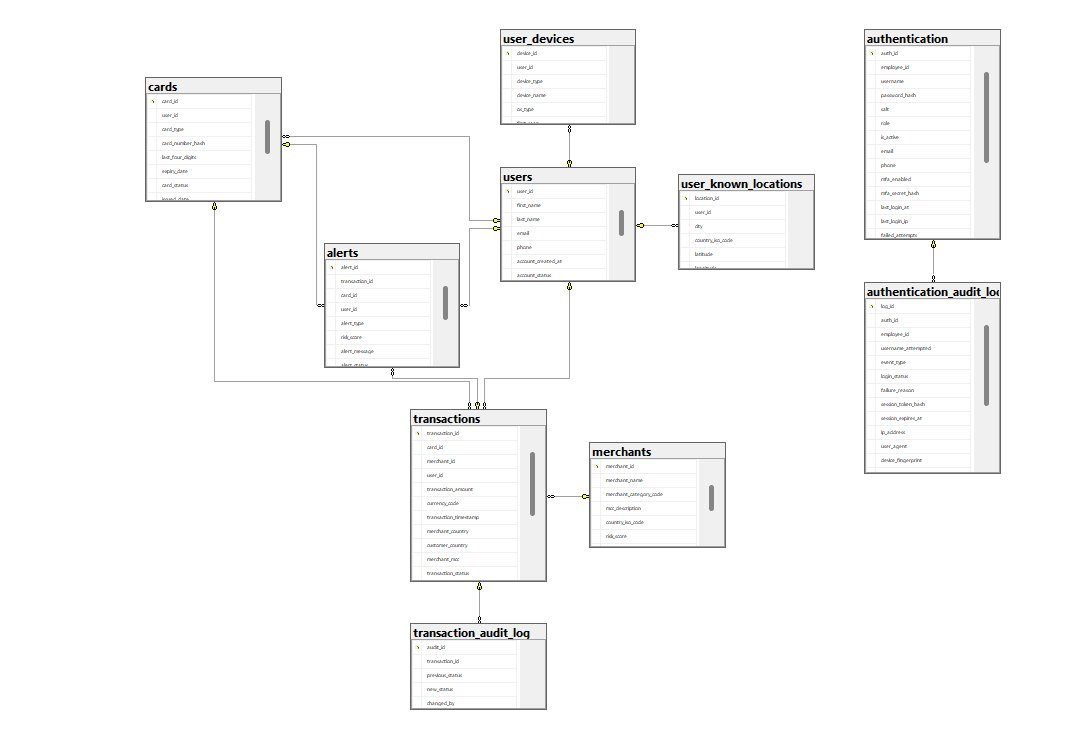 user_devices
device_id
user_id
device_type
device_name
os_type
authentication
auth_id
employee_id
username
password_hash
salt
role
is_active
email
phone
mfa_enabled
mfa_secret_hash
last_login_at
last_login_ip
failed_attempts
cards
card_id
user_id
card_type
card_number_hash
last_four_digits
expiry_date
card_status
issued_date
users
user_id
first_name
last_name
email
phone
account_created_at
account_status
user_known_locations
location_id
user_id
city
country_iso_code
latitude
longitude
alerts
alert_id
transaction_id
card_id
user_id
alert_type
risk_score
alert_message
alert_status
authentication_audit_log
log_id
auth_id
employee_id
username_attempted
event_type
login_status
failure_reason
session_token_hash
session_expires_at
ip_address
user_agent
device_fingerprint
transactions
transaction_id
card_id
merchant_id
user_id
transaction_amount
currency_code
transaction_timestamp
merchant_country
customer_country
merchant_mcc
transaction_status
merchants
merchant_id
merchant_name
merchant_category_code
mcc_description
country_iso_code
risk_score
transaction_audit_log
audit_id
transaction_id
previous_status
new_status
changed_by